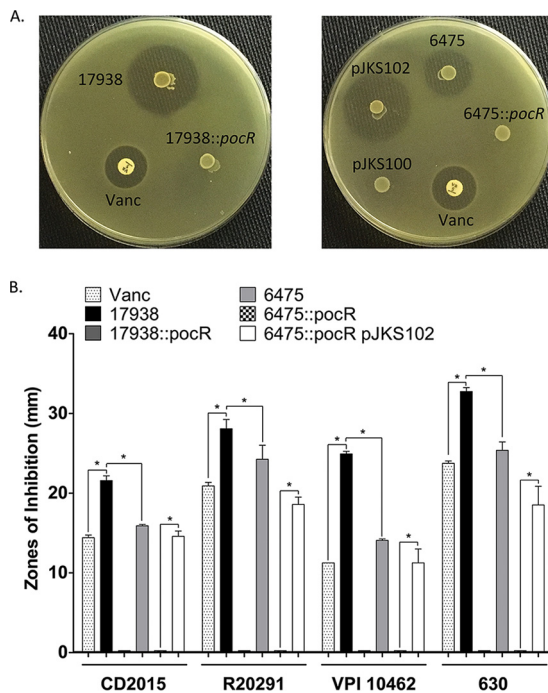 A.
17938
17938::pocR
Vanc
6475
pJKS102
6475::pocR
pJKS100
Vanc
B.
Vanc
17938
17938::pocR
6475
6475::pocR
6475::pocR pJKS102
Zones of Inhibition (mm)
40
30
20
10
0
* * *
* * *
* * *
* * *
CD2015 R20291 VPI 10462 630